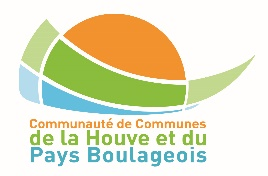 Communauté de Communes
de la Houve et du
Pays Boulageois